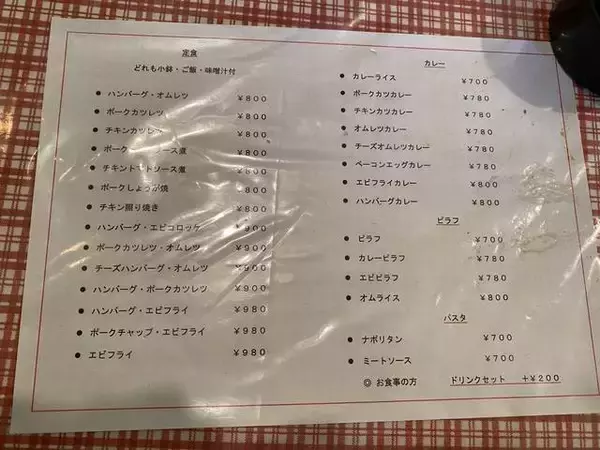 定食
どれも小鉢・ご飯・味噌汁付
● ハンバーグ・オムレツ ¥800
● ポークカツレツ ¥800
● チキンカツレツ ¥800
● ポーク ソース煮 ¥800
● チキントマトソース煮 ¥800
● ポークしょうが焼 ¥800
● チキン照り焼き ¥800
● ハンバーグ・エビコロッケ ¥900
● ポークカツレツ・オムレツ ¥900
● チーズハンバーグ・オムレツ ¥900
● ハンバーグ・ポークカツレツ ¥900
● ハンバーグ・エビフライ ¥980
● ポークチャップ・エビフライ ¥980
● エビフライ ¥980
カレー
● カレーライス ¥700
● ポークカツカレー ¥780
● チキンカツカレー ¥780
● オムレツカレー ¥780
● チーズオムレツカレー ¥780
● ベーコンエッグカレー ¥780
● エビフライカレー ¥800
● ハンバーグカレー ¥800
ピラフ
● ピラフ ¥700
● カレーピラフ ¥780
● エビピラフ ¥780
● オムライス ¥800
パスタ
● ナポリタン ¥700
● ミートソース ¥700
◎ お食事の方 ドリンクセット +¥200